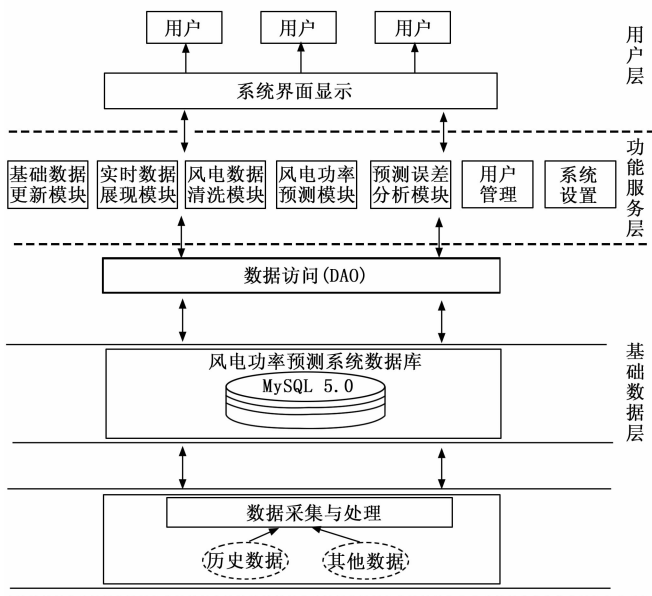 用户
用户
用户
系统界面显示
用户层
基础数据
更新模块
实时数据
展现模块
风电数据
清洗模块
风电功率
预测模块
预测误差
分析模块
用户
管理
系统
设置
功能服务层
数据访问(DAO)
风电功率预测系统数据库
MySQL 5.0
基础数据层
数据采集与处理
历史数据
其他数据